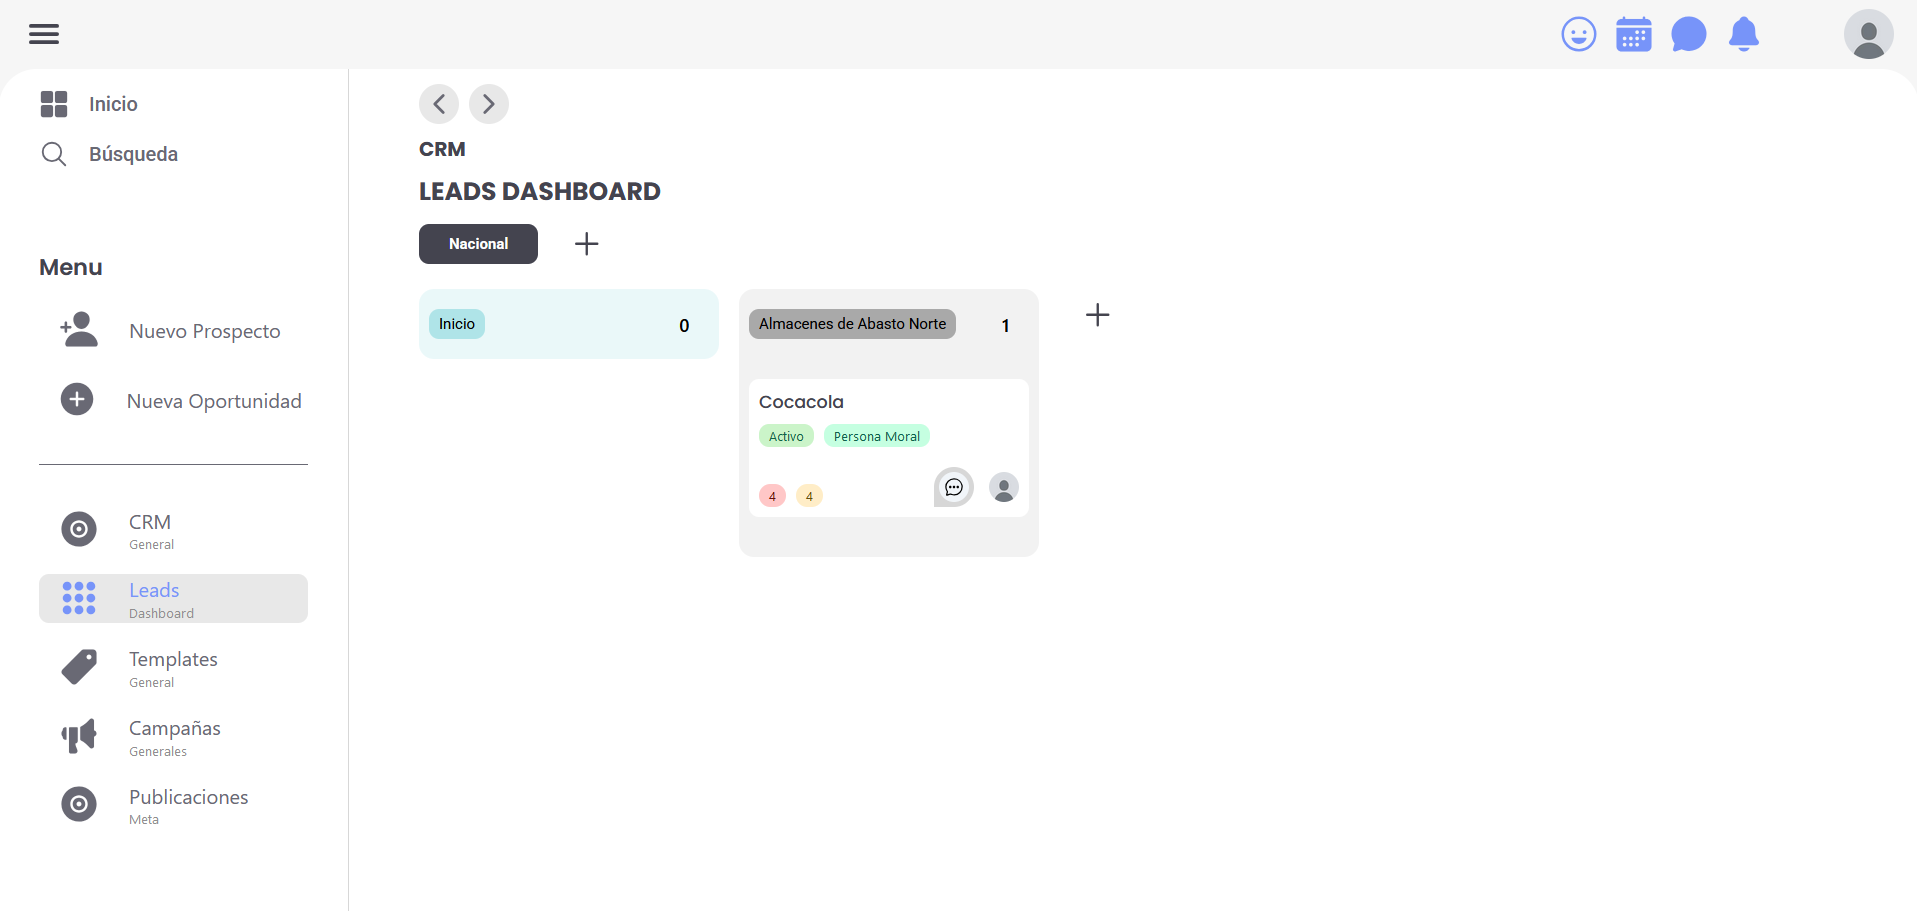 Inicio
Búsqueda
Menu
Nuevo Prospecto
Nueva Oportunidad
CRM
General
Leads
Dashboard
Templates
General
Campañas
Generales
Publicaciones
Meta
CRM
LEADS DASHBOARD
Nacional
Inicio 0
Almacenes de Abasto Norte 1
Cocacola
Activo Persona Moral
4 4